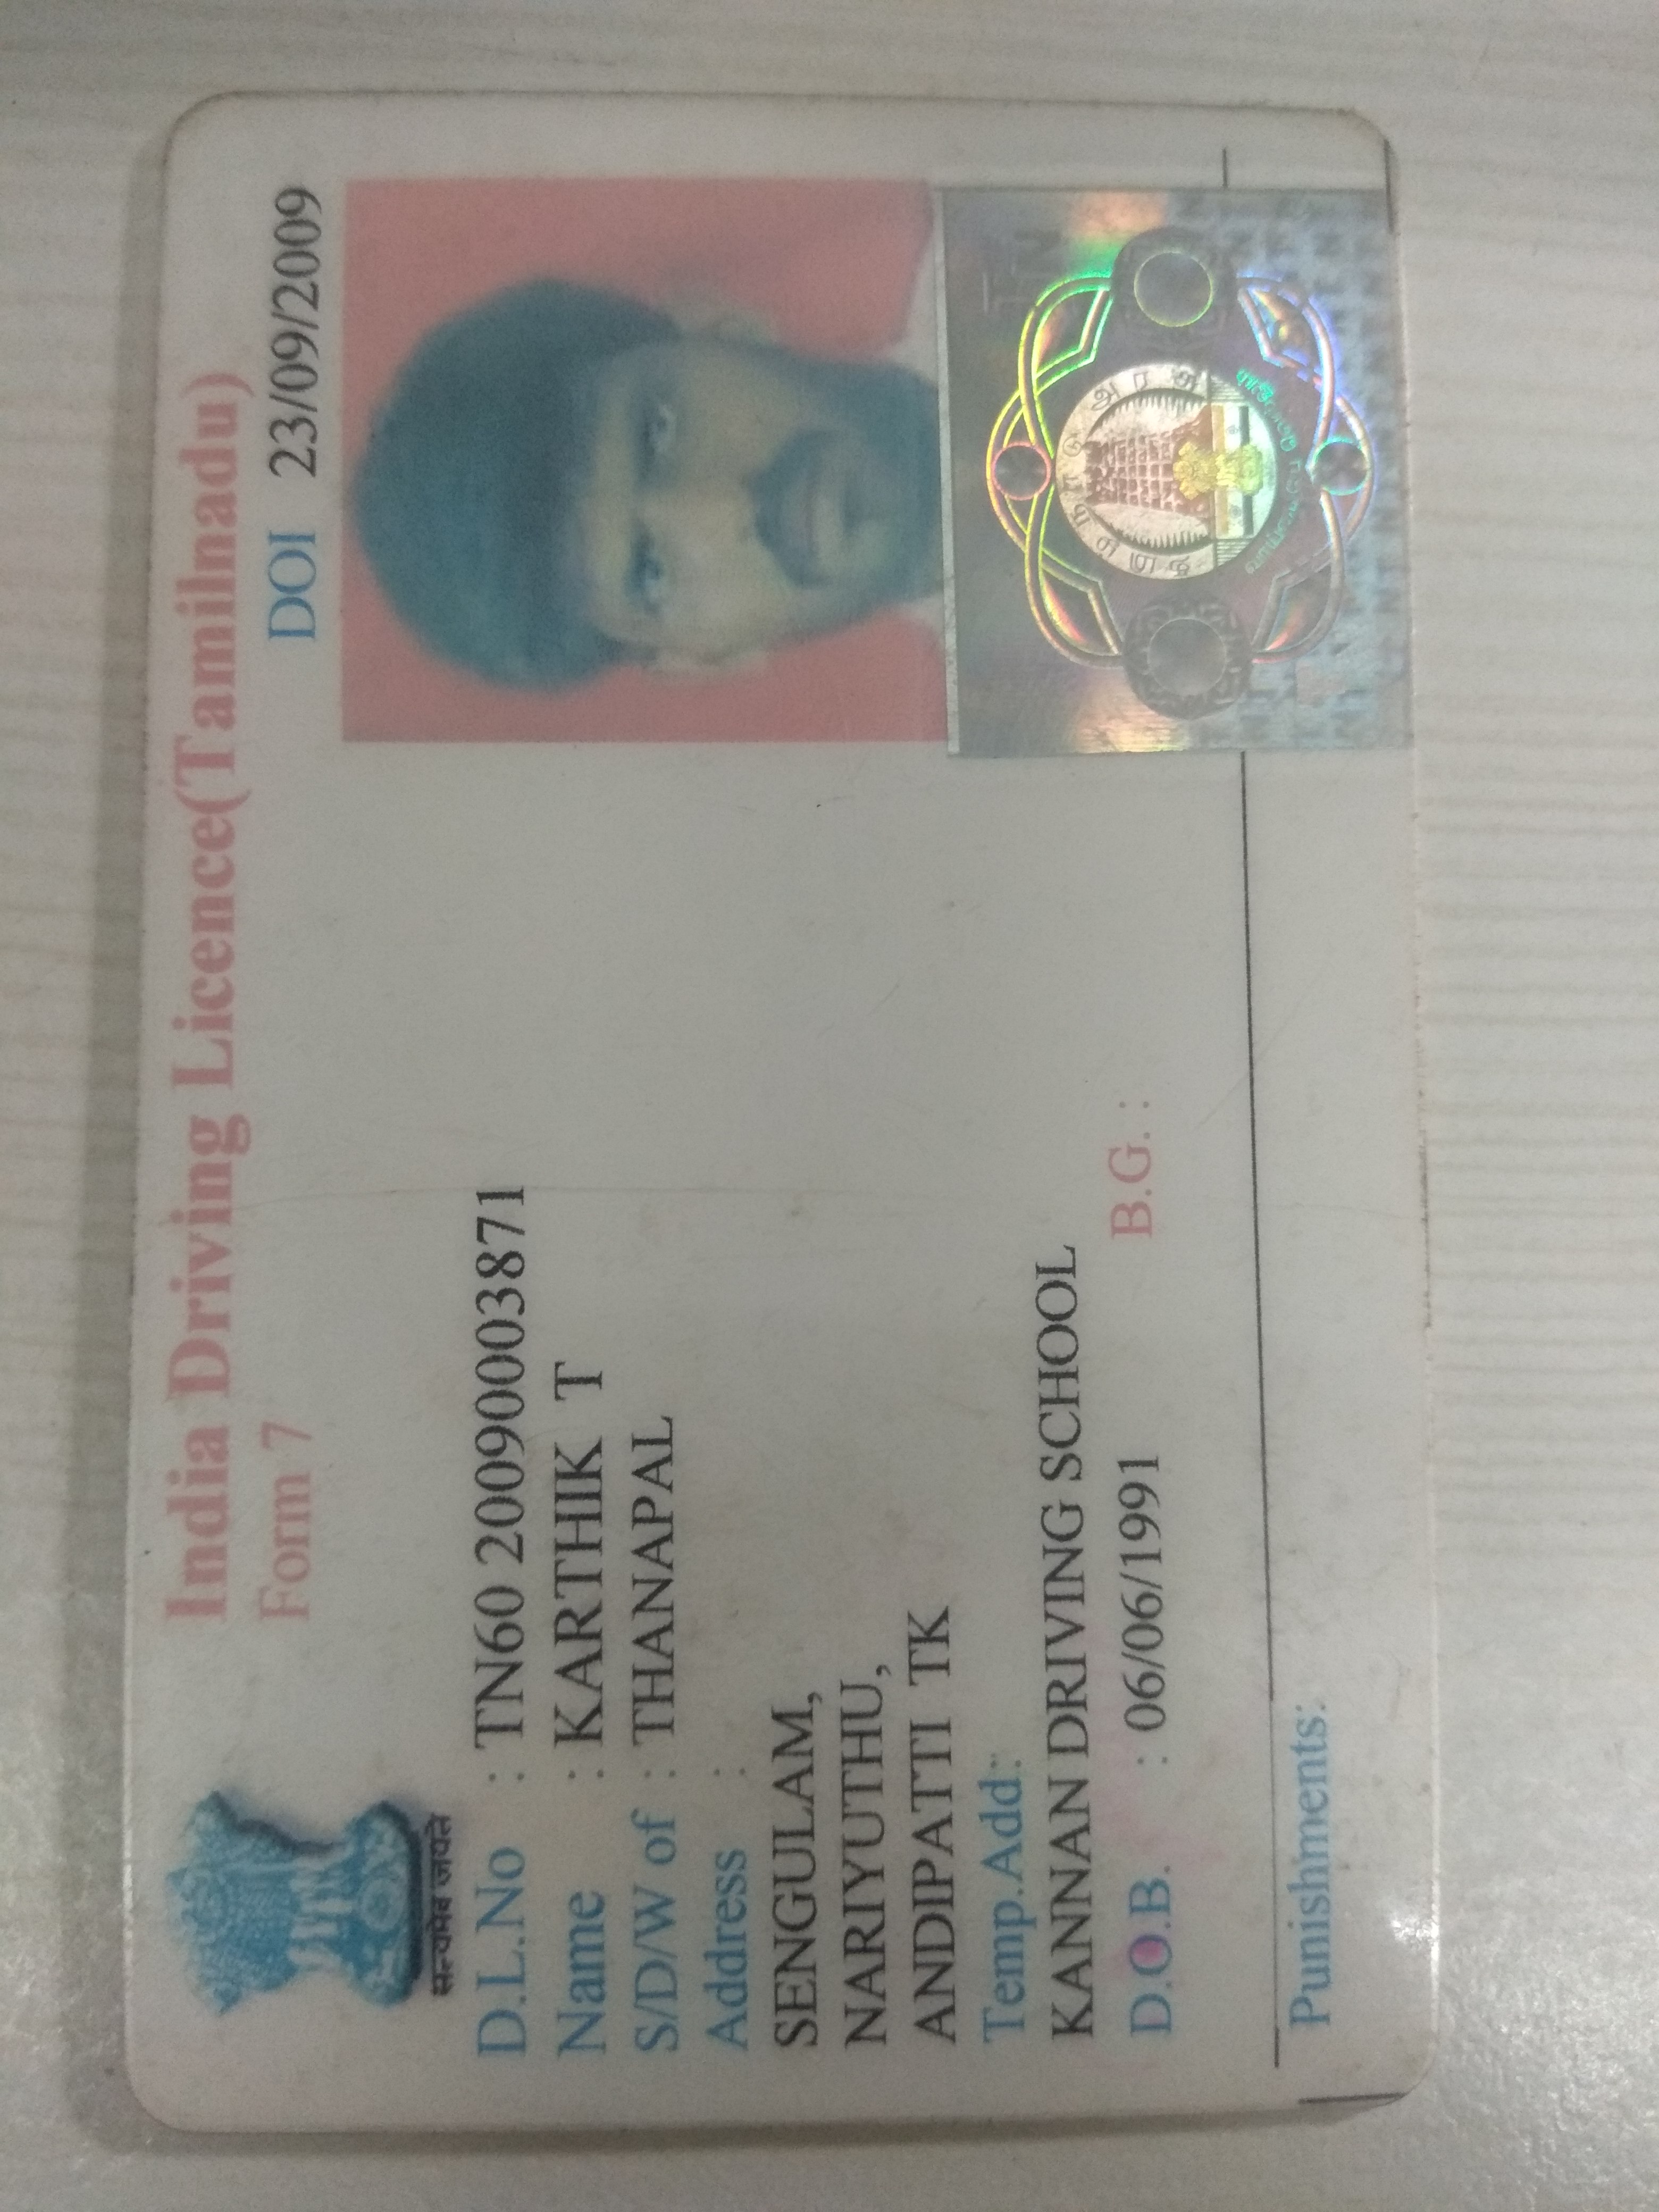 India Driving Licence(Tamilnadu)
Form 7
DOI 23/09/2009
सत्यमेव जयते
D.L.No : TN60 20090003871
Name : KARTHIK T
S/D/W of : THANAPAL
Address :
SENGULAM,
NARIYUTHU,
ANDIPATTI TK
Temp.Add:
KANNAN DRIVING SCHOOL
D.O.B. : 06/06/1991 B.G. :
Punishments: